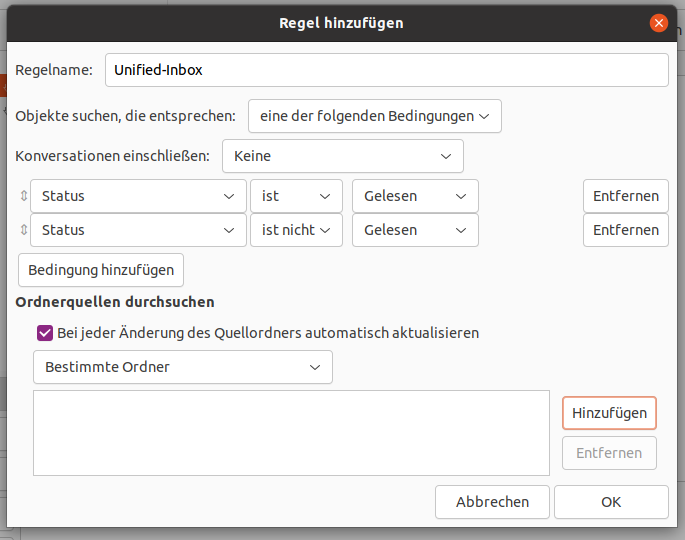 Regel hinzufügen
Regelname: Unified-Inbox
Objekte suchen, die entsprechen: eine der folgenden Bedingungen
Konversationen einschließen: Keine
Status ist Gelesen Entfernen
Status ist nicht Gelesen Entfernen
Bedingung hinzufügen
Ordnerquellen durchsuchen
Bei jeder Änderung des Quellordners automatisch aktualisieren
Bestimmte Ordner
Hinzufügen
Entfernen
Abbrechen OK